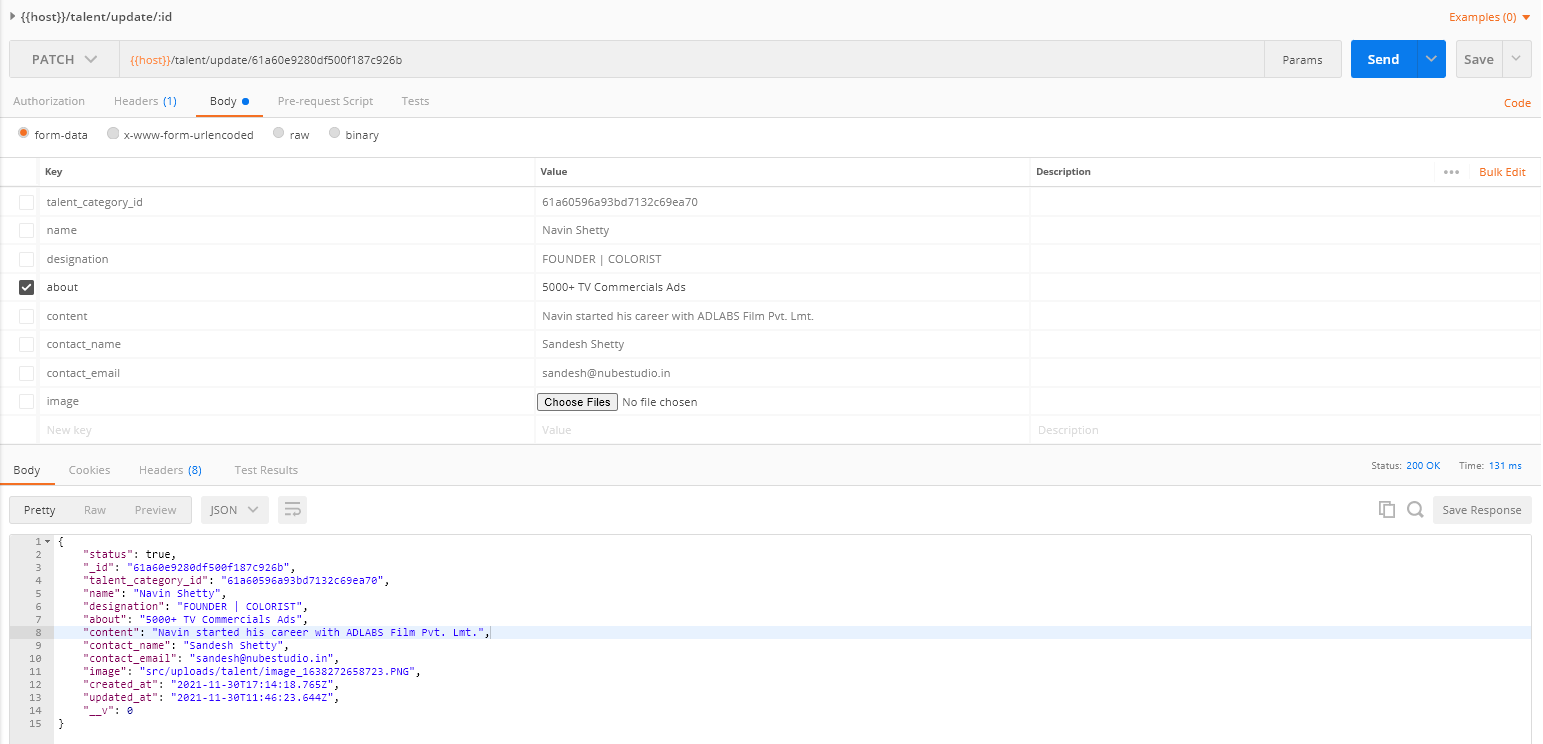 {{host}}/talent/update/:id Examples (0)
PATCH {{host}}/talent/update/61a60e9280df500f187c926b Params Send Save
Authorization Headers (1) Body Pre-request Script Tests Code
form-data x-www-form-urlencoded raw binary
Key Value Description ••• Bulk Edit
talent_category_id 61a60596a93bd7132c69ea70
name Navin Shetty
designation FOUNDER | COLORIST
about 5000+ TV Commercials Ads
content Navin started his career with ADLABS Film Pvt. Lmt.
contact_name Sandesh Shetty
contact_email sandesh@nubestudio.in
image Choose Files No file chosen
New key Value Description
Body Cookies Headers (8) Test Results Status: 200 OK Time: 131 ms
Pretty Raw Preview JSON Save Response
1 {
2 "status": true,
3 "_id": "61a60e9280df500f187c926b",
4 "talent_category_id": "61a60596a93bd7132c69ea70",
5 "name": "Navin Shetty",
6 "designation": "FOUNDER | COLORIST",
7 "about": "5000+ TV Commercials Ads",
8 "content": "Navin started his career with ADLABS Film Pvt. Lmt.",
9 "contact_name": "Sandesh Shetty",
10 "contact_email": "sandesh@nubestudio.in",
11 "image": "src/uploads/talent/image_1638272658723.PNG",
12 "created_at": "2021-11-30T17:14:18.765Z",
13 "updated_at": "2021-11-30T11:46:23.644Z",
14 "__v": 0
15 }